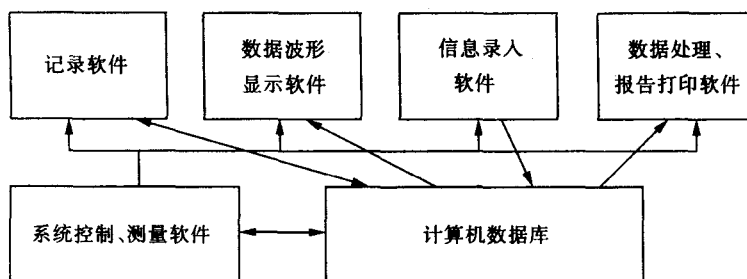 记录软件
数据波形
显示软件
信息录入
软件
数据处理、
报告打印软件
系统控制、测量软件
计算机数据库